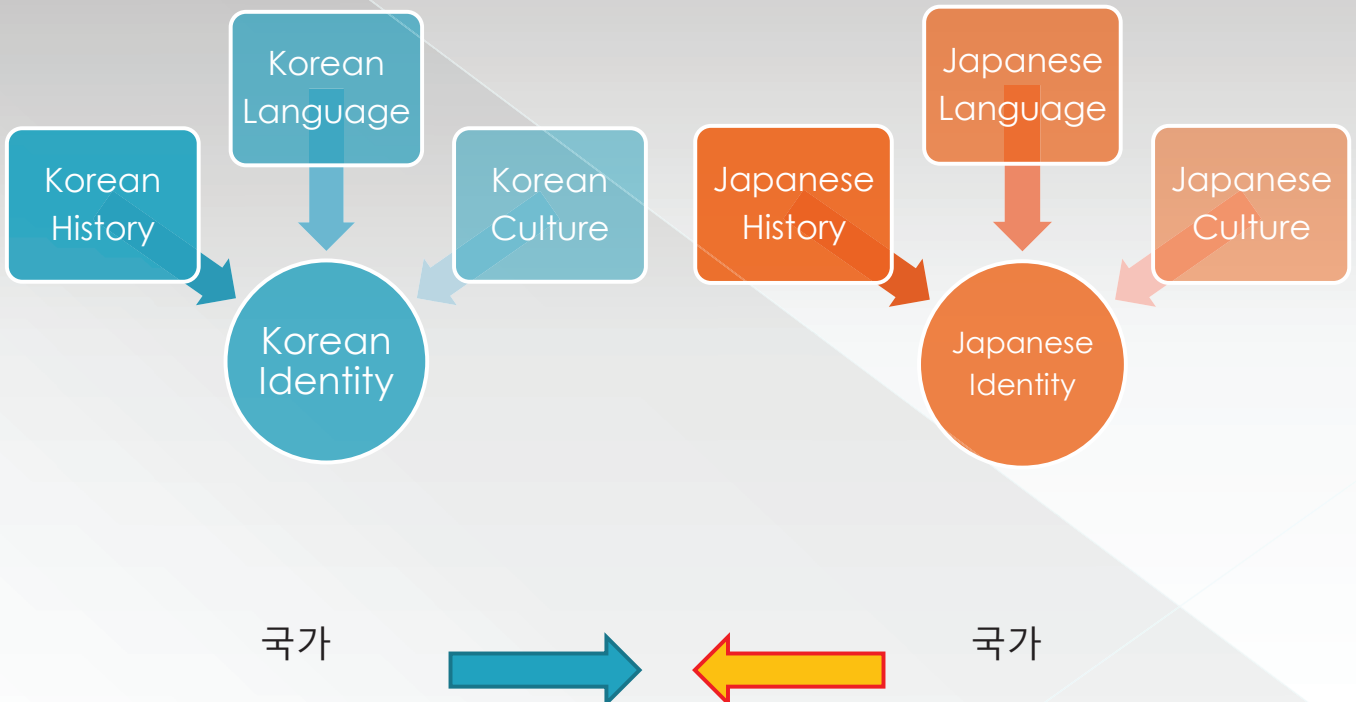 Korean
Language
Korean
History
Korean
Culture
Korean
Identity
Japanese
Language
Japanese
History
Japanese
Culture
Japanese
Identity
국가
국가